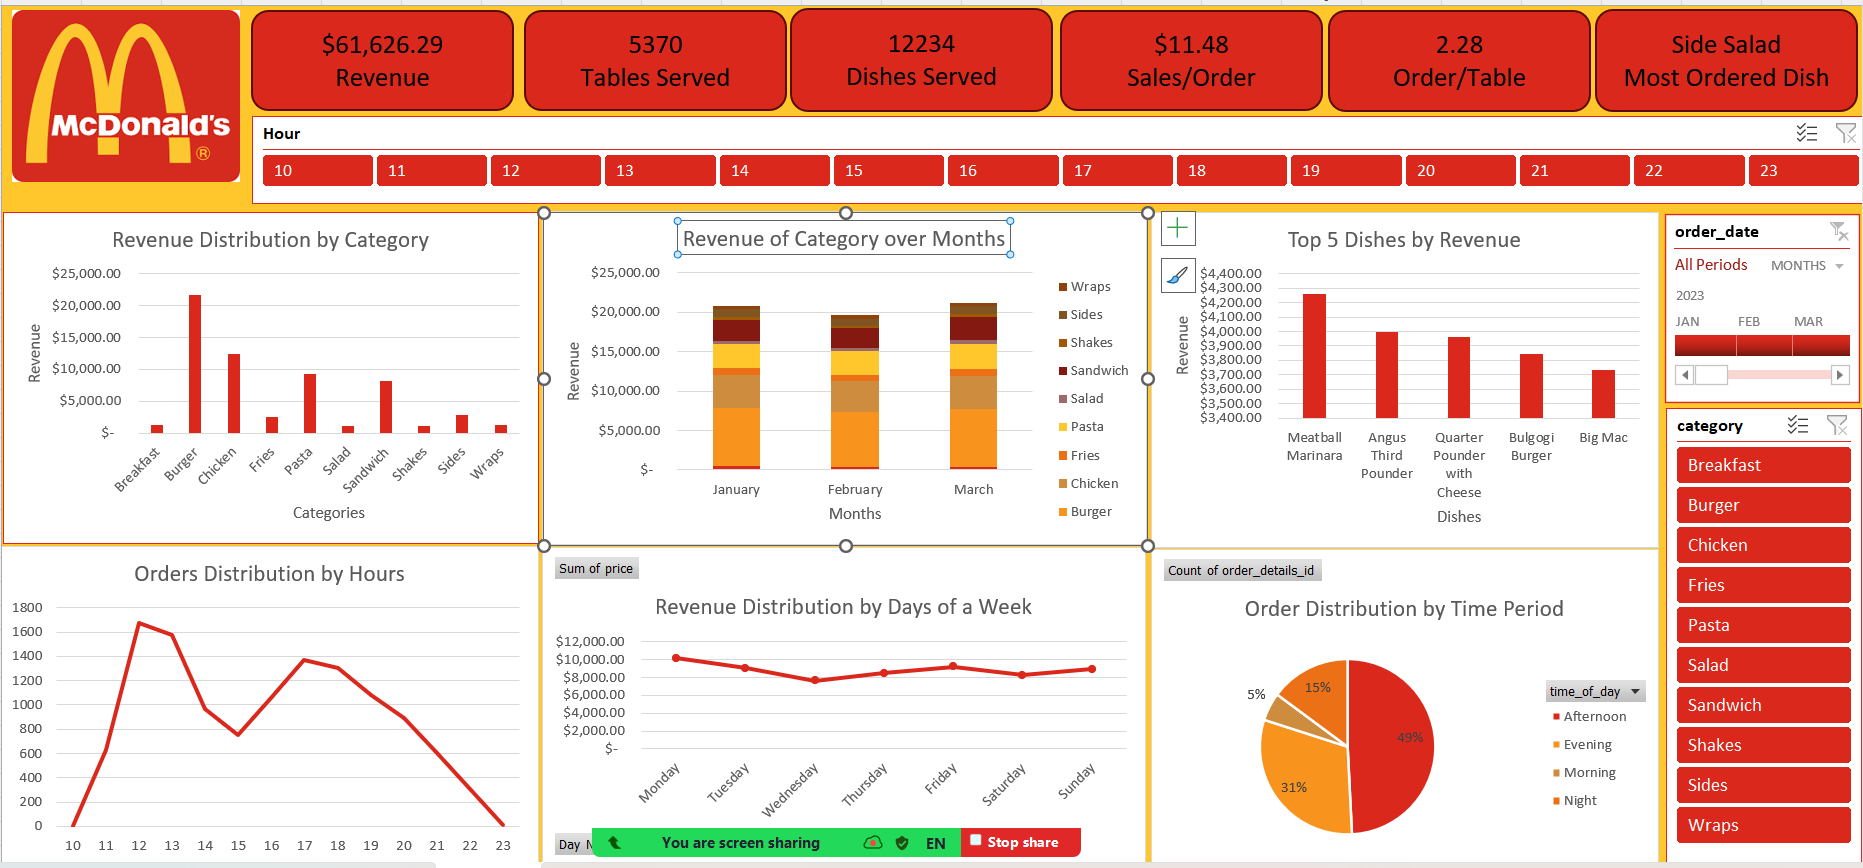 McDonald's
®
$61,626.29
Revenue
5370
Tables Served
12234
Dishes Served
$11.48
Sales/Order
2.28
Order/Table
Side Salad
Most Ordered Dish
Hour
10 11 12 13 14 15 16 17 18 19 20 21 22 23
Revenue Distribution by Category
Revenue
$25,000.00
$20,000.00
$15,000.00
$10,000.00
$5,000.00
$-
Breakfast Burger Chicken Fries Pasta Salad Sandwich Shakes Sides Wraps
Categories
Revenue of Category over Months
Revenue
$25,000.00
$20,000.00
$15,000.00
$10,000.00
$5,000.00
$-
January February March
Months
Wraps
Sides
Shakes
Sandwich
Salad
Pasta
Fries
Chicken
Burger
Top 5 Dishes by Revenue
Revenue
$4,400.00
$4,300.00
$4,200.00
$4,100.00
$4,000.00
$3,900.00
$3,800.00
$3,700.00
$3,600.00
$3,500.00
$3,400.00
Meatball
Marinara
Angus
Third
Pounder
Quarter
Pounder
with
Cheese
Bulgogi
Burger
Big Mac
Dishes
order_date
All Periods MONTHS
2023
JAN FEB MAR
category
Breakfast
Burger
Chicken
Fries
Pasta
Salad
Sandwich
Shakes
Sides
Wraps
Orders Distribution by Hours
1800
1600
1400
1200
1000
800
600
400
200
0
10 11 12 13 14 15 16 17 18 19 20 21 22 23
Sum of price
Revenue Distribution by Days of a Week
$12,000.00
$10,000.00
$8,000.00
$6,000.00
$4,000.00
$2,000.00
$-
Monday Tuesday Wednesday Thursday Friday Saturday Sunday
Day
You are screen sharing EN Stop share
Count of order_details_id
Order Distribution by Time Period
15%
5%
49%
31%
time_of_day
Afternoon
Evening
Morning
Night